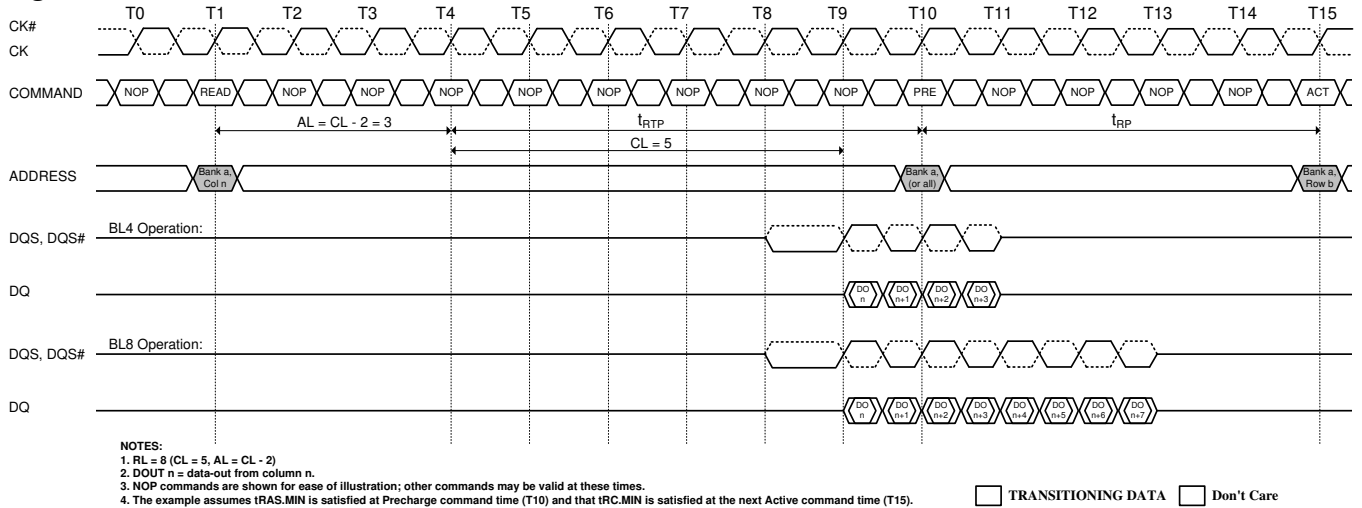 T0 T1 T2 T3 T4 T5 T6 T7 T8 T9 T10 T11 T12 T13 T14 T15
CK#
CK
COMMAND NOP READ NOP NOP NOP NOP NOP NOP NOP NOP PRE NOP NOP NOP NOP ACT
AL = CL - 2 = 3 tRTP tRP
CL = 5
ADDRESS Bank a, Col n Bank a, (or all) Bank a, Row b
BL4 Operation:
DQS, DQS#
DQ DO n DO n+1 DO n+2 DO n+3
BL8 Operation:
DQS, DQS#
DQ DO n DO n+1 DO n+2 DO n+3 DO n+4 DO n+5 DO n+6 DO n+7
NOTES:
1. RL = 8 (CL = 5, AL = CL - 2)
2. DOUT n = data-out from column n.
3. NOP commands are shown for ease of illustration; other commands may be valid at these times.
4. The example assumes tRAS.MIN is satisfied at Precharge command time (T10) and that tRC.MIN is satisfied at the next Active command time (T15).
TRANSITIONING DATA Don't Care